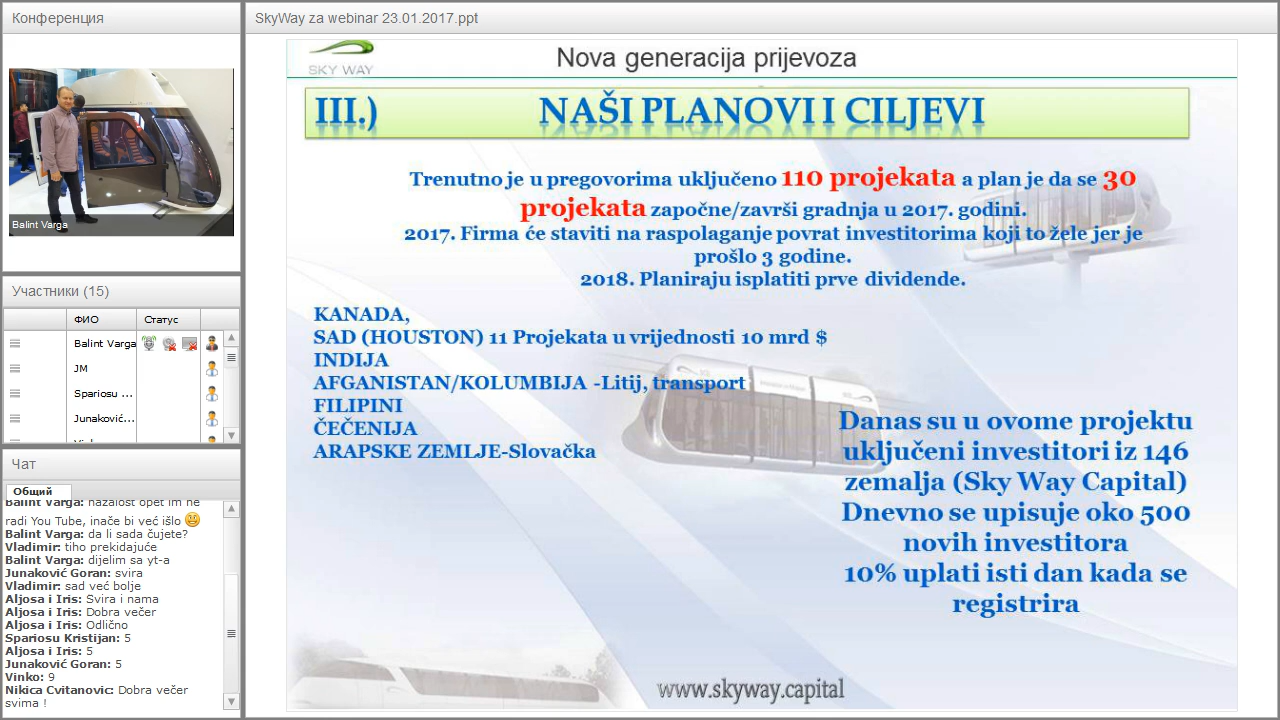 Конференция
Balint Varga
Участники (15)
ФИО
Статус
Balint Varga
JM
Spariosu ...
Junaković...
Чат
Общий
Balint Varga: nažalost opet im ne
radi You Tube, inače bi već išlo
Balint Varga: da li sada čujete?
Vladimir: tiho prekidajuće
Balint Varga: dijelim sa yt-a
Junaković Goran: svira
Vladimir: sad već bolje
Aljosa i Iris: Svira i nama
Aljosa i Iris: Dobra večer
Aljosa i Iris: Odlično
Spariosu Kristijan: 5
Aljosa i Iris: 5
Junaković Goran: 5
Vinko: 9
Nikica Cvitanovic: Dobra večer
svima !
SkyWay za webinar 23.01.2017.ppt
SKY WAY
Nova generacija prijevoza
III.) NAŠI PLANOVI I CILJEVI
Trenutno je u pregovorima uključeno 110 projekata a plan je da se 30
projekata započne/završi gradnja u 2017. godini.
2017. Firma će staviti na raspolaganje povrat investitorima koji to žele jer je
prošlo 3 godine.
2018. Planiraju isplatiti prve dividende.
KANADA,
SAD (HOUSTON) 11 Projekata u vrijednosti 10 mrd $
INDIJA
AFGANISTAN/KOLUMBIJA -Litij, transport
FILIPINI
ČEČENIJA
ARAPSKE ZEMLJE-Slovačka
Danas su u ovome projektu
uključeni investitori iz 146
zemalja (Sky Way Capital)
Dnevno se upisuje oko 500
novih investitora
10% uplati isti dan kada se
registrira
www.skyway.capital